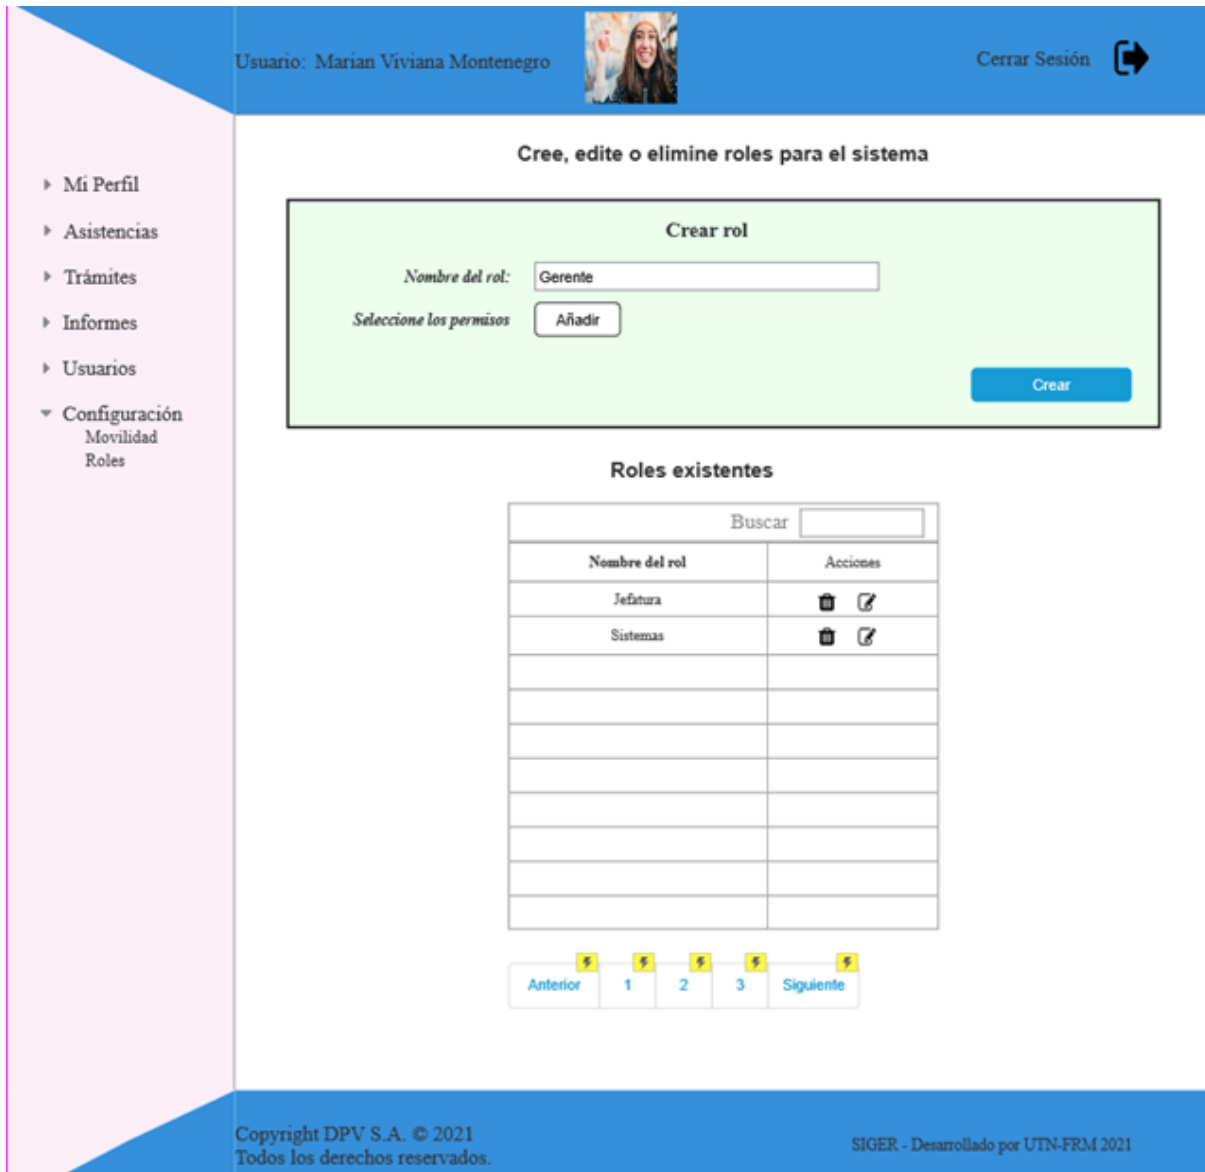 Usuario: Marian Viviana Montenegro
Cerrar Sesión
Cree, edite o elimine roles para el sistema
Mi Perfil
Asistencias
Trámites
Informes
Usuarios
Configuración
Movilidad
Roles
Crear rol
Nombre del rol: Gerente
Seleccione los permisos Añadir
Crear
Roles existentes
Buscar
Nombre del rol Acciones
Jefatura
Sistemas
Anterior 1 2 3 Siguiente
Copyright DPV S.A. © 2021
Todos los derechos reservados.
SIGER - Desarrollado por UTN-FRM 2021